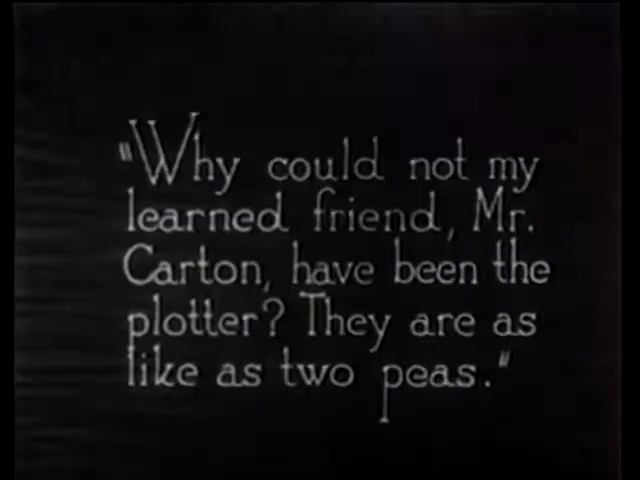 "Why could not my
learned friend, Mr.
Carton, have been the
plotter? They are as
like as two peas."